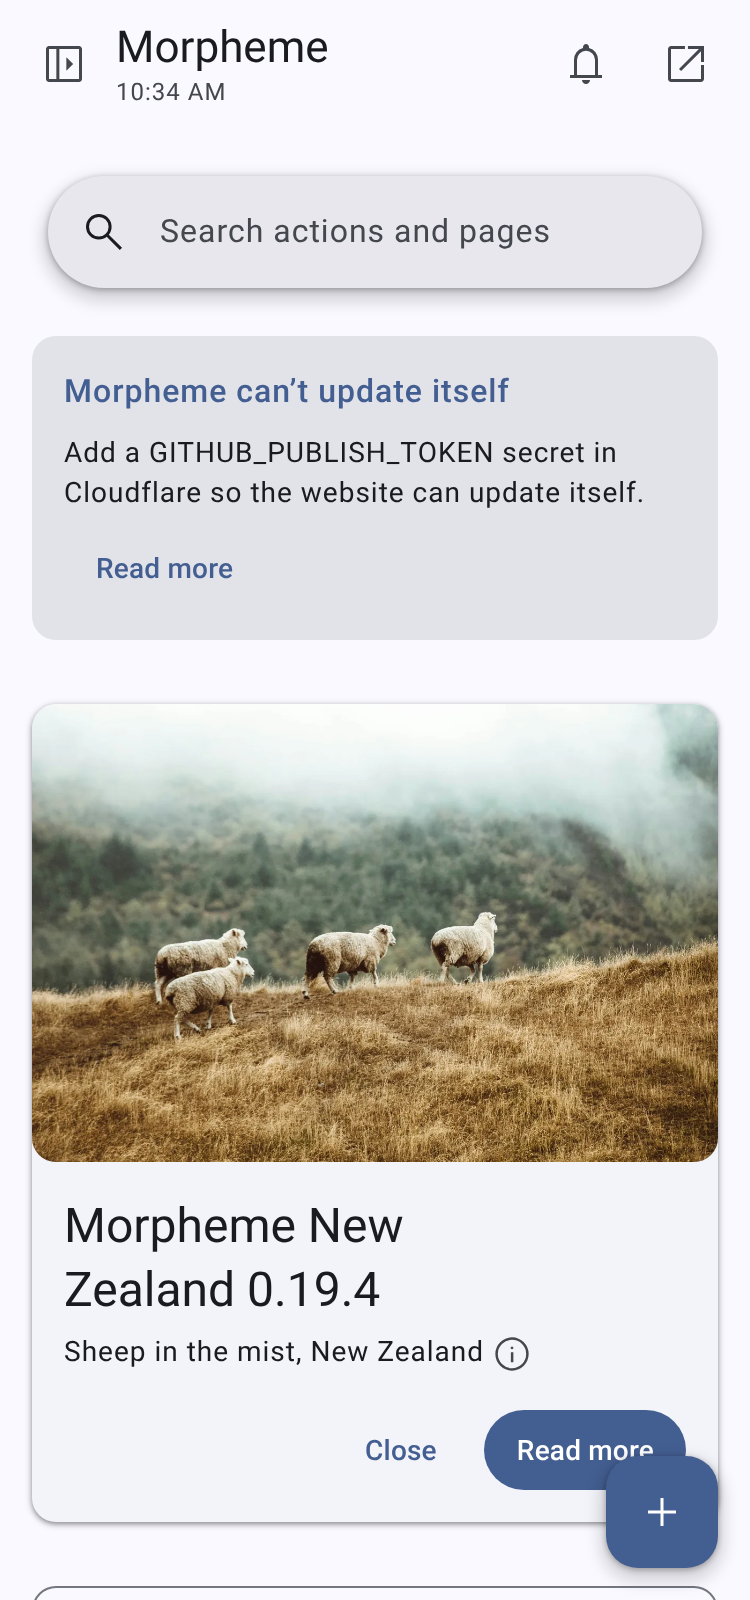 Morpheme
10:34 AM
Search actions and pages
Morpheme can’t update itself
Add a GITHUB_PUBLISH_TOKEN secret in
Cloudflare so the website can update itself.
Read more
Morpheme New
Zealand 0.19.4
Sheep in the mist, New Zealand
Close
Read more